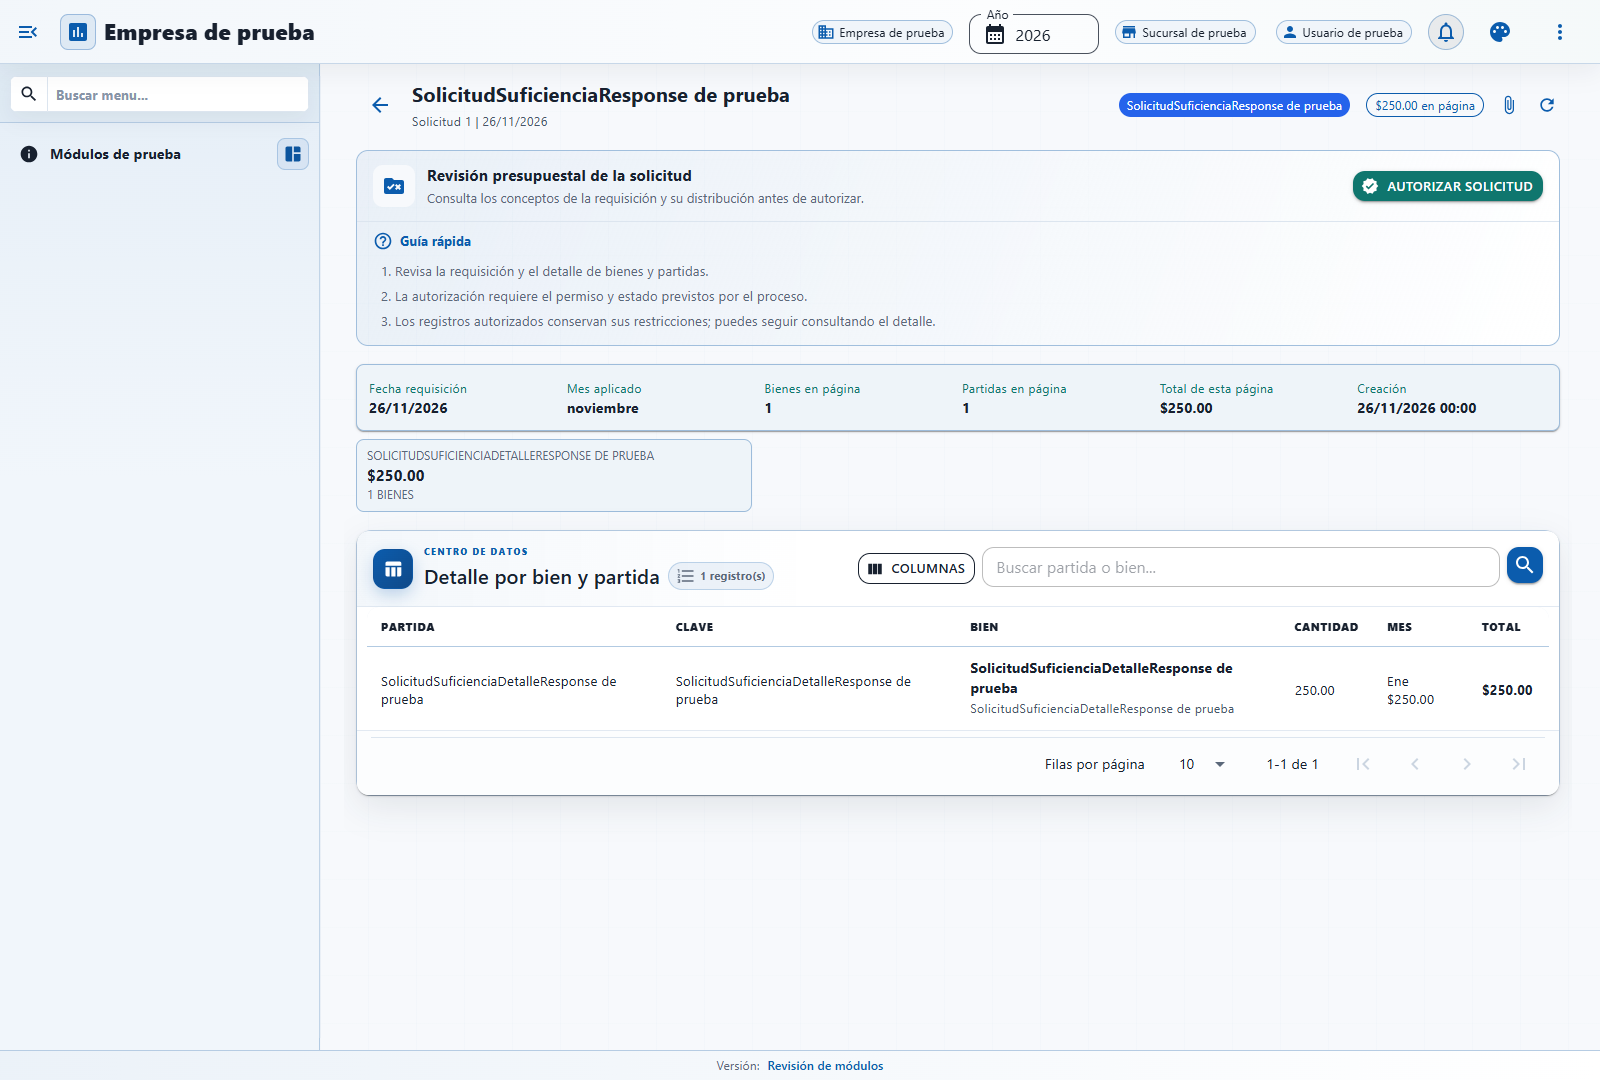 Empresa de prueba
Empresa de prueba
Año
2026
Sucursal de prueba
Usuario de prueba
Buscar menu...
Módulos de prueba
SolicitudSuficienciaResponse de prueba
Solicitud 1 | 26/11/2026
SolicitudSuficienciaResponse de prueba
$250.00 en página
Revisión presupuestal de la solicitud
Consulta los conceptos de la requisición y su distribución antes de autorizar.
AUTORIZAR SOLICITUD
Guía rápida
1. Revisa la requisición y el detalle de bienes y partidas.
2. La autorización requiere el permiso y estado previstos por el proceso.
3. Los registros autorizados conservan sus restricciones; puedes seguir consultando el detalle.
Fecha requisición
26/11/2026
Mes aplicado
noviembre
Bienes en página
1
Partidas en página
1
Total de esta página
$250.00
Creación
26/11/2026 00:00
SOLICITUDSUFICIENCIADETALLERESPONSE DE PRUEBA
$250.00
1 BIENES
CENTRO DE DATOS
Detalle por bien y partida
1 registro(s)
COLUMNAS
Buscar partida o bien...
PARTIDA CLAVE BIEN CANTIDAD MES TOTAL
SolicitudSuficienciaDetalleResponse de
prueba
SolicitudSuficienciaDetalleResponse de
prueba
SolicitudSuficienciaDetalleResponse de
prueba
SolicitudSuficienciaDetalleResponse de prueba
250.00
Ene
$250.00
$250.00
Filas por página 10 1-1 de 1
Versión: Revisión de módulos